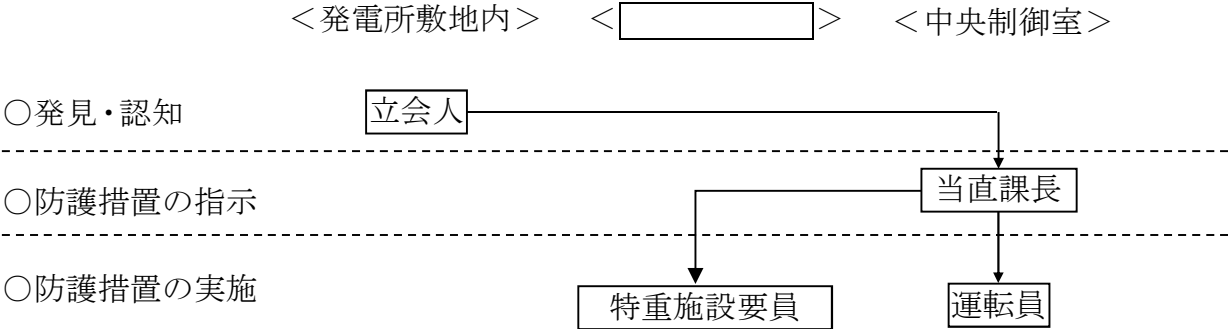 ＜発電所敷地内＞ ＜ ＞ ＜中央制御室＞
○発見・認知 立会人
○防護措置の指示 当直課長
○防護措置の実施 特重施設要員 運転員